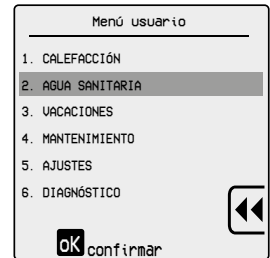 Menú usuario
1. CALEFACCIÓN
2. AGUA SANITARIA
3. VACACIONES
4. MANTENIMIENTO
5. AJUSTES
6. DIAGNÓSTICO
oK confirmar